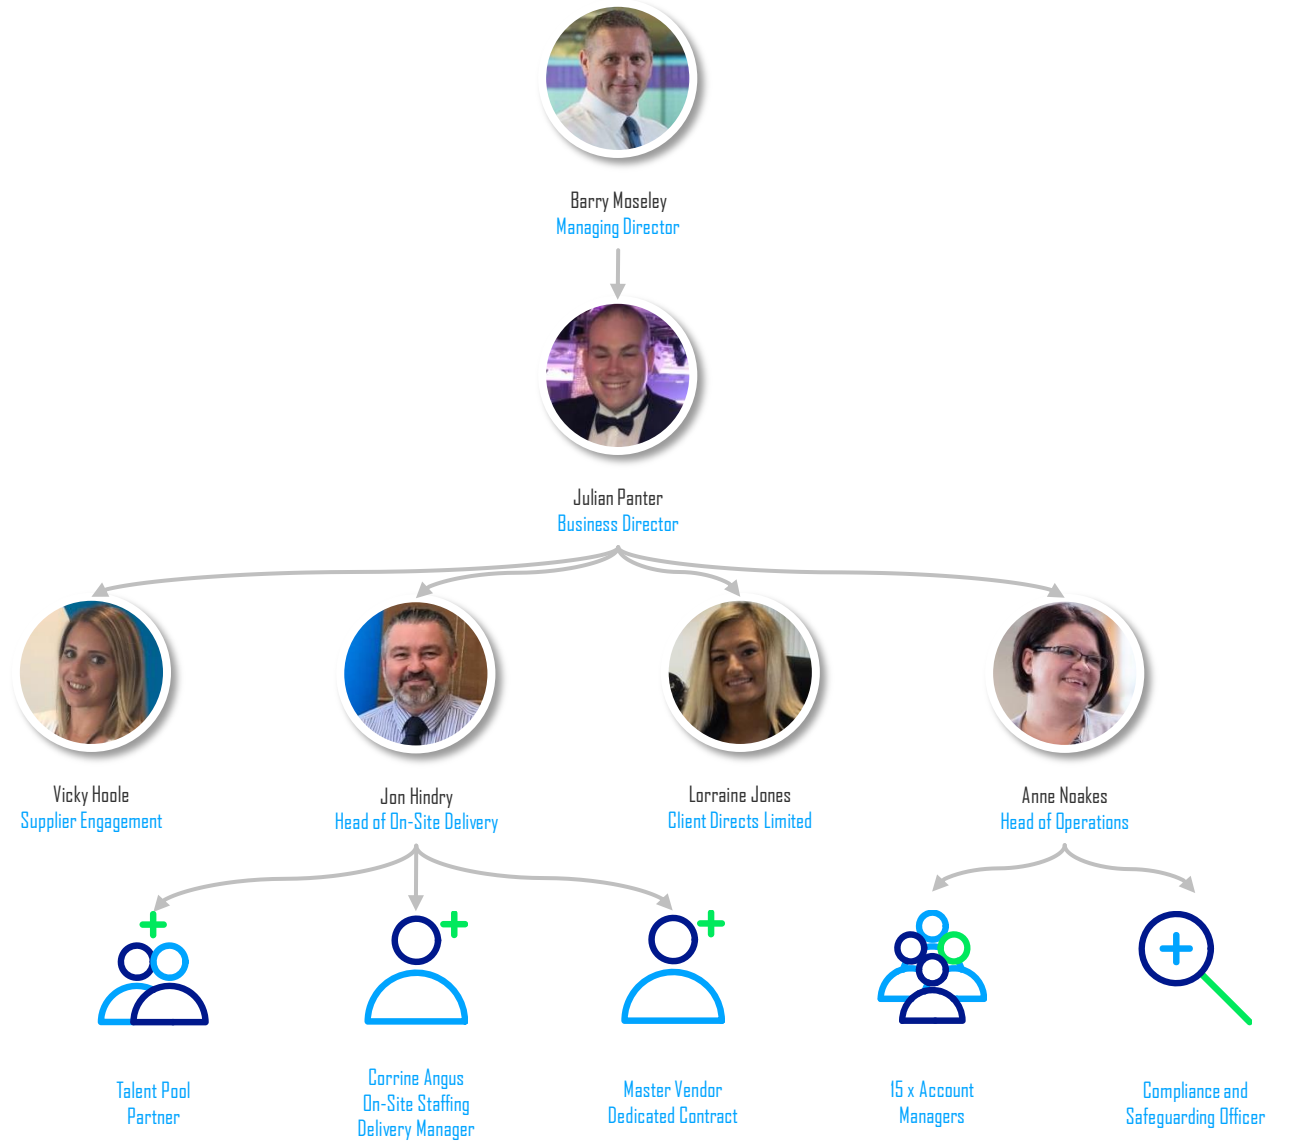 Barry Moseley
Managing Director
Julian Panter
Business Director
Vicky Hoole
Supplier Engagement
Jon Hindry
Head of On-Site Delivery
Lorraine Jones
Client Directs Limited
Anne Noakes
Head of Operations
Talent Pool
Partner
Corrine Angus
On-Site Staffing
Delivery Manager
Master Vendor
Dedicated Contract
15 x Account
Managers
Compliance and
Safeguarding Officer